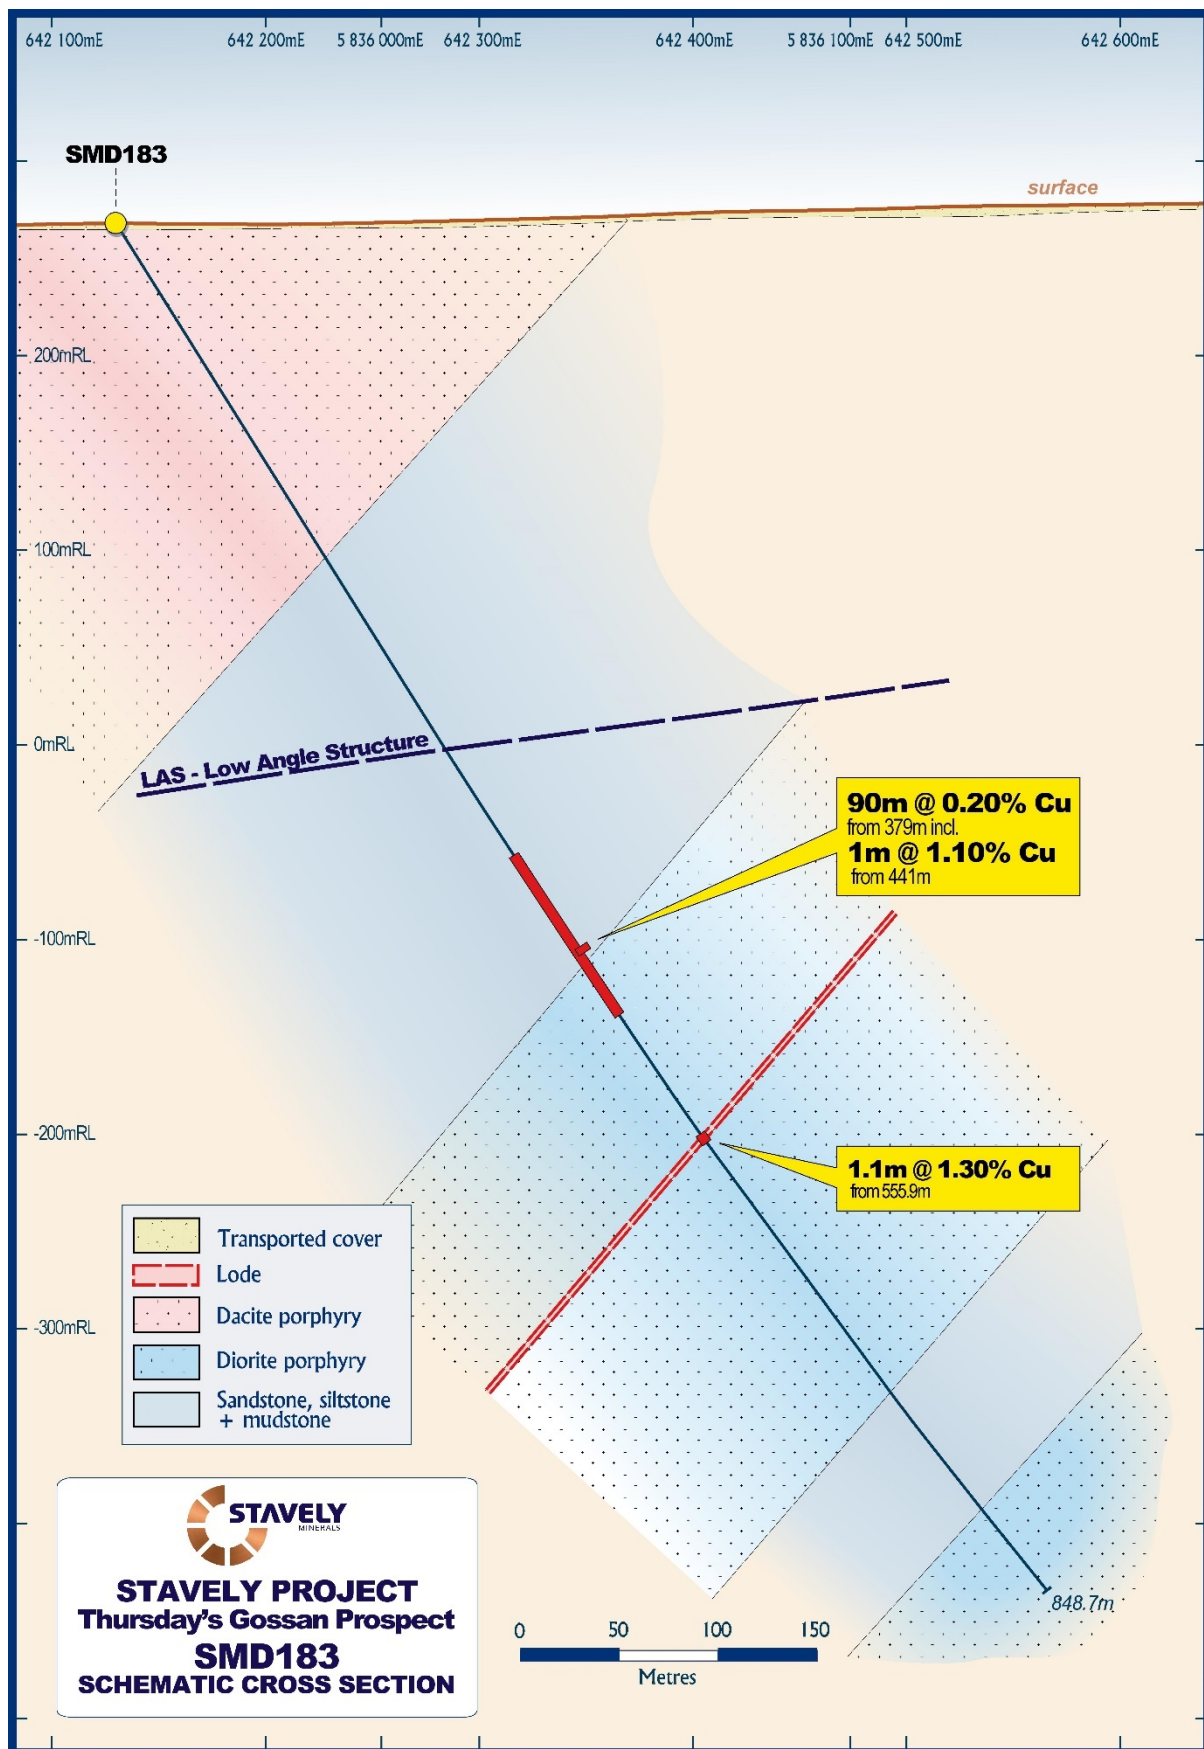 642 100mE 642 200mE 5 836 000mE 642 300mE 642 400mE 5 836 100mE 642 500mE 642 600mE
SMD183
surface
200mRL
100mRL
0mRL
LAS - Low Angle Structure
90m @ 0.20% Cu
from 379m incl.
1m @ 1.10% Cu
from 441m
-100mRL
-200mRL
1.1m @ 1.30% Cu
from 555.9m
-300mRL
Transported cover
Lode
Dacite porphyry
Diorite porphyry
Sandstone, siltstone
+ mudstone
STAVELY
MINERALS
STAVELY PROJECT
Thursday's Gossan Prospect
SMD183
SCHEMATIC CROSS SECTION
848.7m
0 50 100 150
Metres